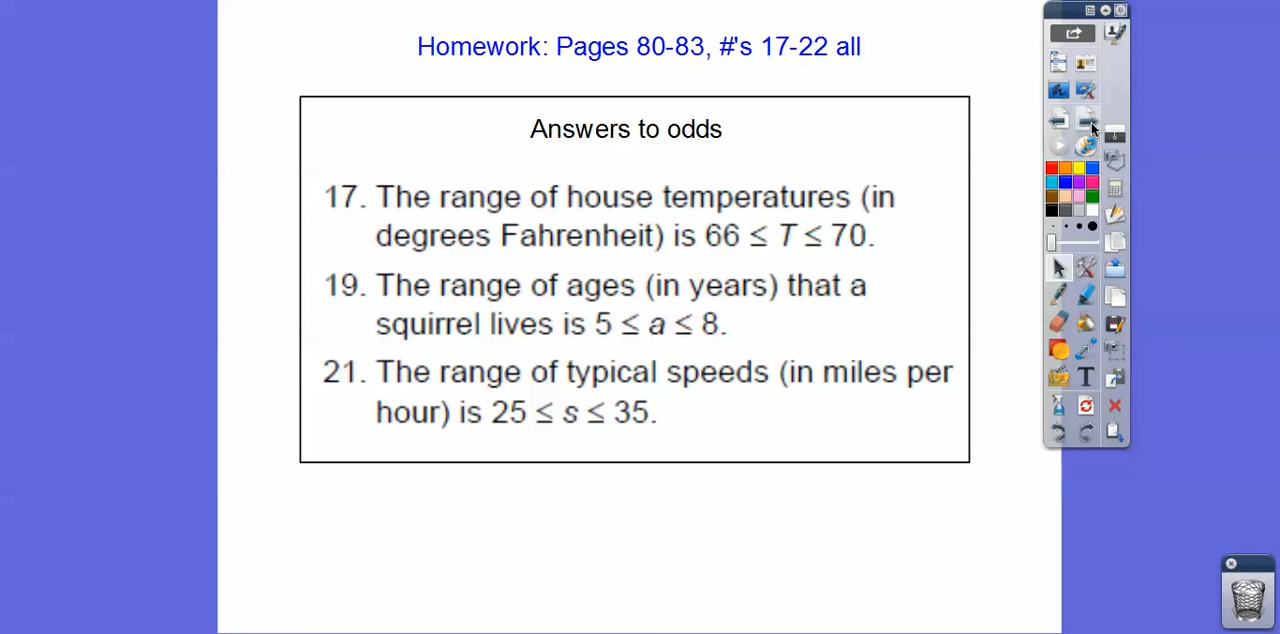 Homework: Pages 80-83, #'s 17-22 all
Answers to odds
17. The range of house temperatures (in
degrees Fahrenheit) is 66 ≤ T ≤ 70.
19. The range of ages (in years) that a
squirrel lives is 5 ≤ a ≤ 8.
21. The range of typical speeds (in miles per
hour) is 25 ≤ s ≤ 35.